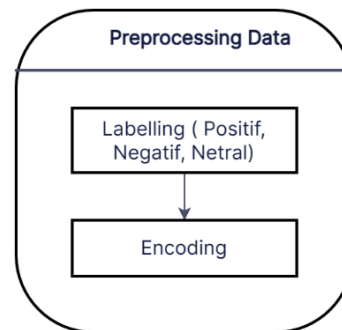 Preprocessing Data
Labelling ( Positif,
Negatif, Netral)
Encoding